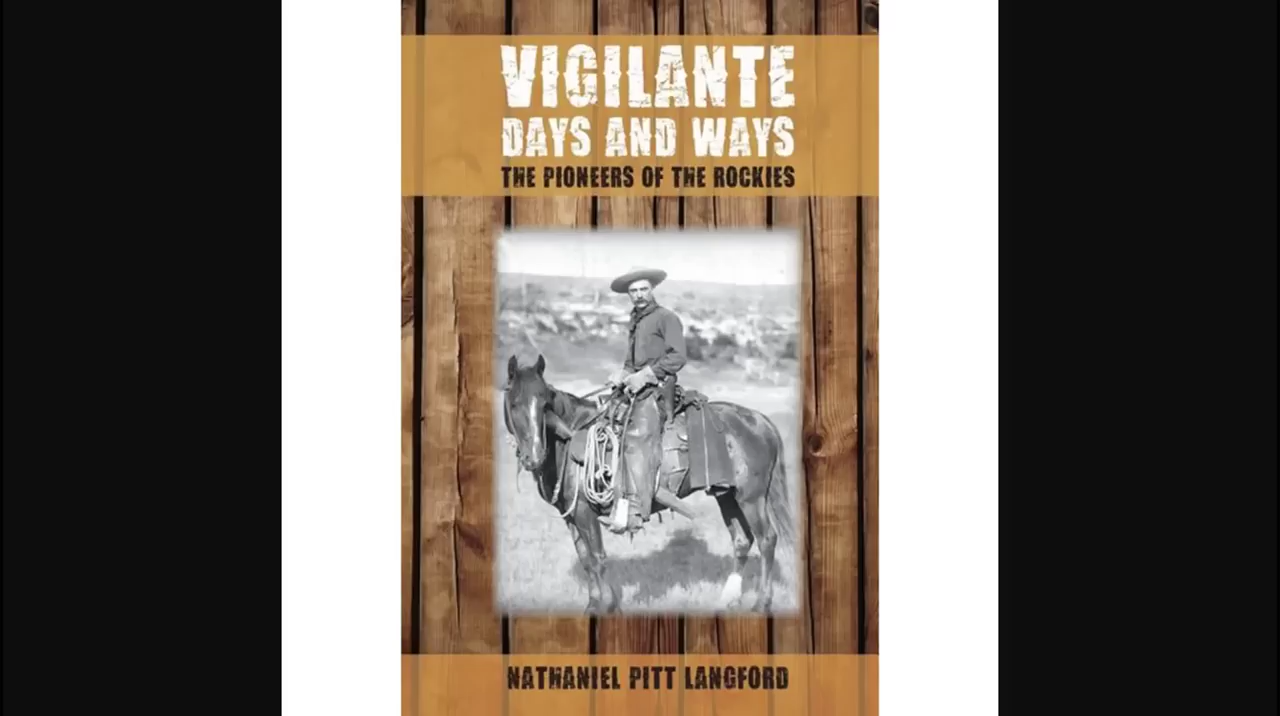 VIGILANTE
DAYS AND WAYS
THE PIONEERS OF THE ROCKIES
NATHANIEL PITT LANGFORD